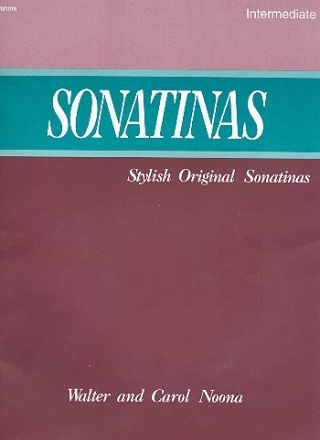 Intermediate
SONATINAS
Stylish Original Sonatinas
Walter and Carol Noona